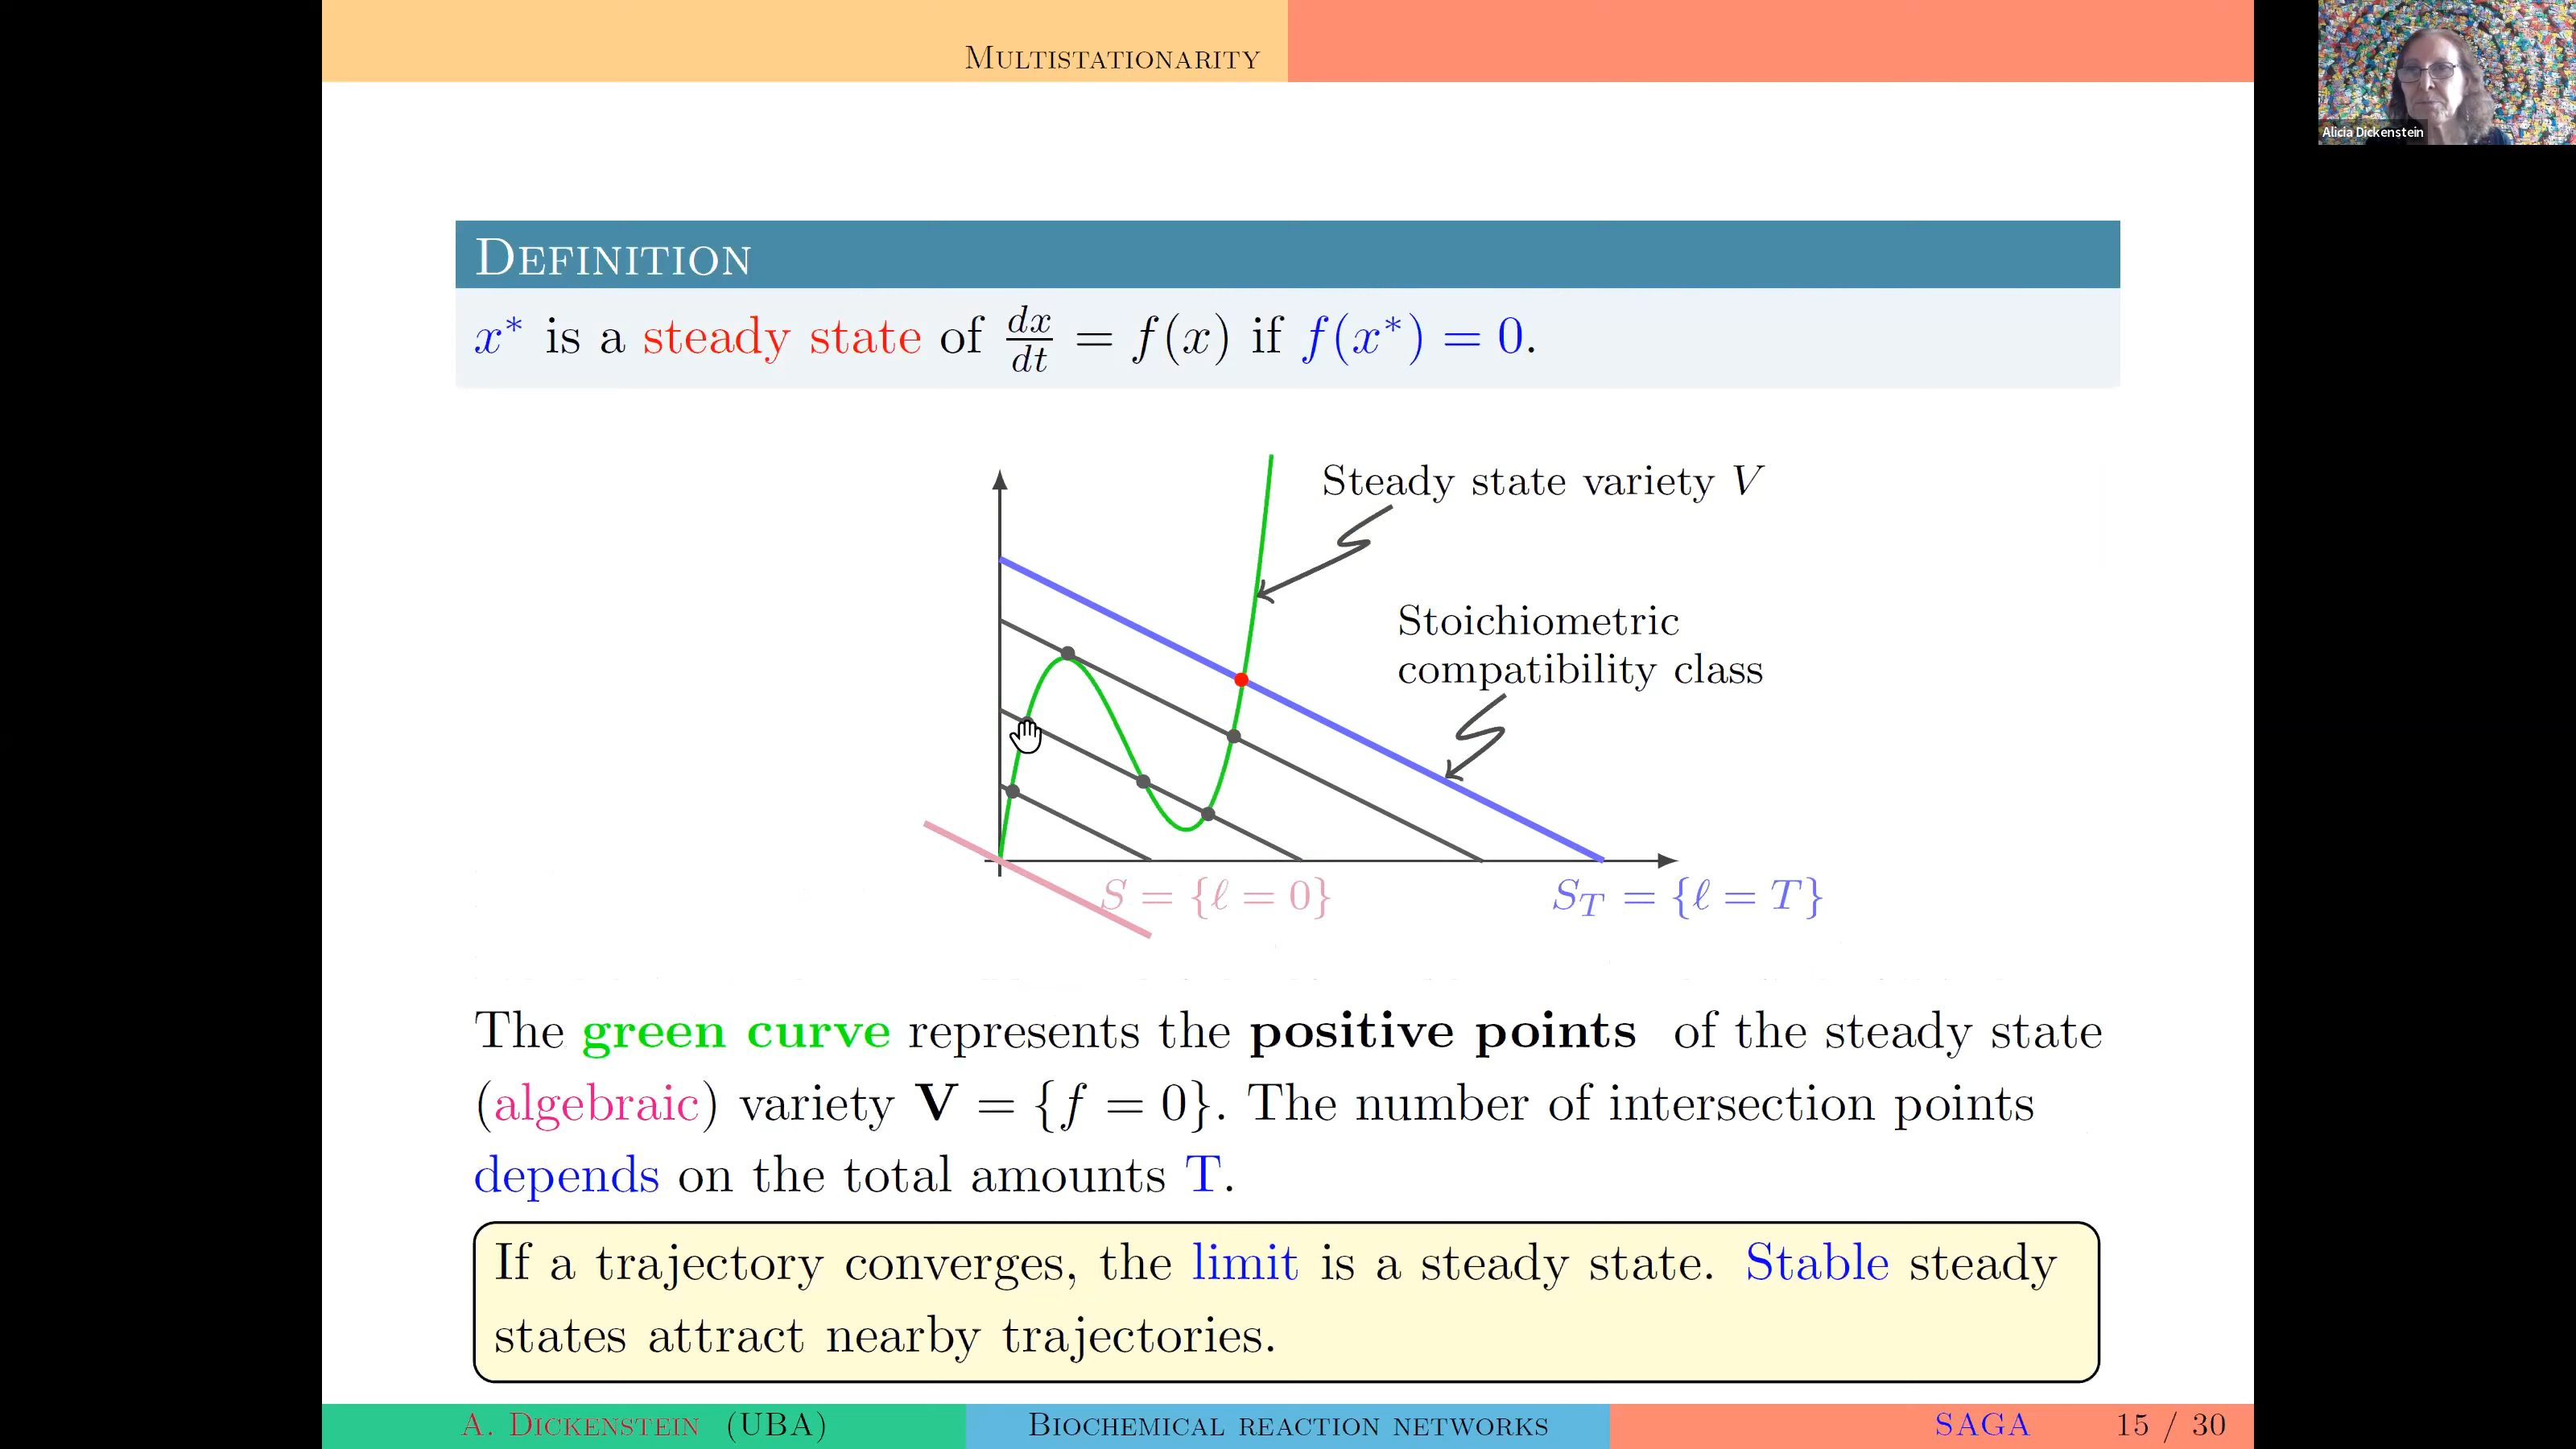 MULTISTATIONARITY
Alicia Dickenstein
DEFINITION
x* is a steady state of dx/dt = f(x) if f(x*) = 0.
Steady state variety V
Stoichiometric
compatibility class
S = {ℓ = 0}
S_T = {ℓ = T}
The green curve represents the positive points of the steady state
(algebraic) variety V = {f = 0}. The number of intersection points
depends on the total amounts T.
If a trajectory converges, the limit is a steady state. Stable steady
states attract nearby trajectories.
A. DICKENSTEIN (UBA)
BIOCHEMICAL REACTION NETWORKS
SAGA
15 / 30